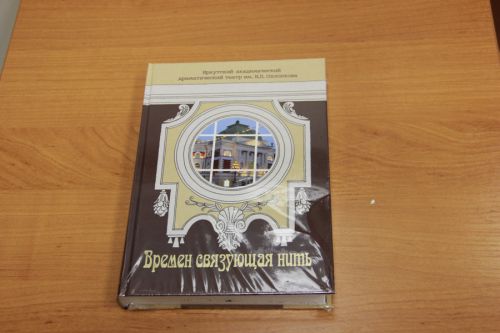 Иркутский академический
драматический театр им. Н.П. Охлопкова
Времен связующая нить